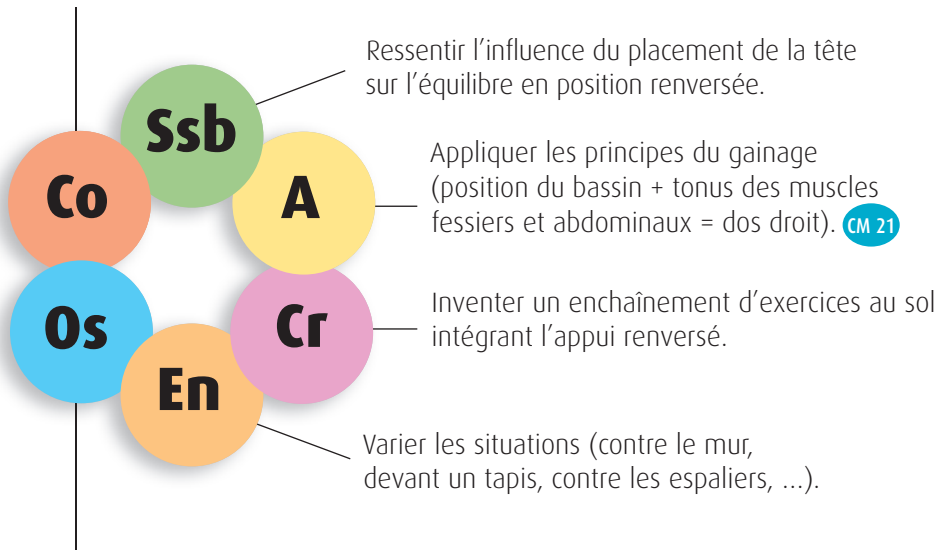 Ssb
Ressentir l’influence du placement de la tête
sur l’équilibre en position renversée.
Co
A
Appliquer les principes du gainage
(position du bassin + tonus des muscles
fessiers et abdominaux = dos droit). CM 21
Os
Cr
Inventer un enchaînement d’exercices au sol
intégrant l’appui renversé.
En
Varier les situations (contre le mur,
devant un tapis, contre les espaliers, ...).